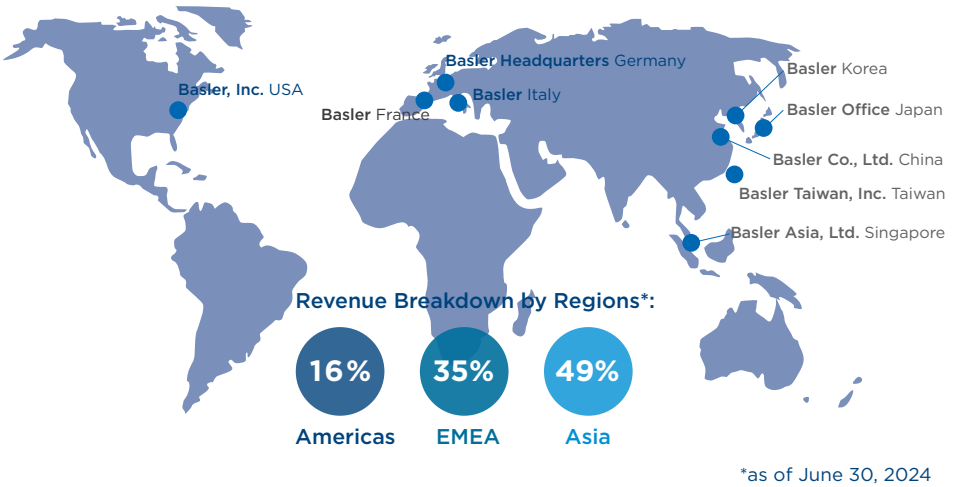 Basler Headquarters Germany
Basler Korea
Basler, Inc. USA
Basler Italy
Basler France
Basler Office Japan
Basler Co., Ltd. China
Basler Taiwan, Inc. Taiwan
Basler Asia, Ltd. Singapore
Revenue Breakdown by Regions*:
16% 35% 49%
Americas EMEA Asia
*as of June 30, 2024